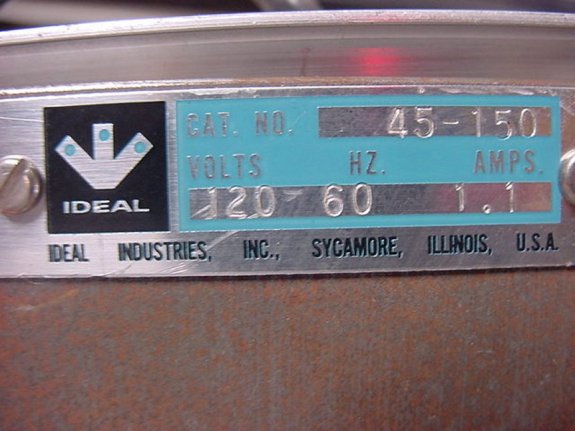 IDEAL
CAT. NO. 45-150
VOLTS HZ. AMPS.
120- 60 1.1
IDEAL INDUSTRIES, INC., SYCAMORE, ILLINOIS, U.S.A.